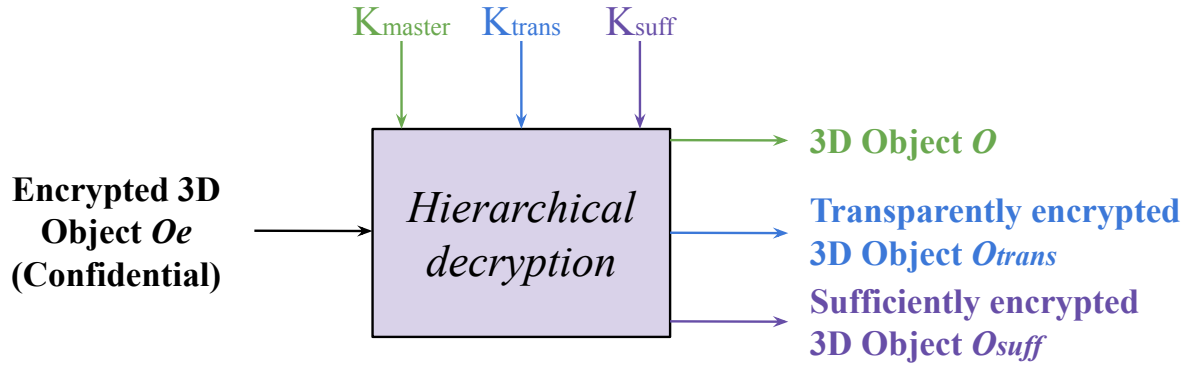 Kmaster Ktrans Ksuff
Encrypted 3D
Object Oe
(Confidential)
Hierarchical
decryption
3D Object O
Transparently encrypted
3D Object Otrans
Sufficiently encrypted
3D Object Osuff